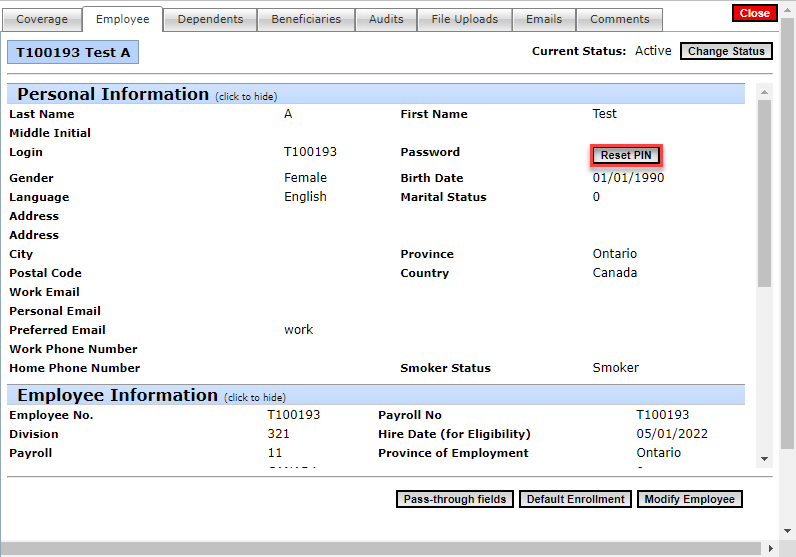 Close
Coverage Employee Dependents Beneficiaries Audits File Uploads Emails Comments
T100193 Test A Current Status: Active Change Status
Personal Information (click to hide)
Last Name A First Name Test
Middle Initial
Login T100193 Password Reset PIN
Gender Female Birth Date 01/01/1990
Language English Marital Status 0
Address
Address
City Province Ontario
Postal Code Country Canada
Work Email
Personal Email
Preferred Email work
Work Phone Number
Home Phone Number Smoker Status Smoker
Employee Information (click to hide)
Employee No. T100193 Payroll No T100193
Division 321 Hire Date (for Eligibility) 05/01/2022
Payroll 11 Province of Employment Ontario
Pass-through fields Default Enrollment Modify Employee